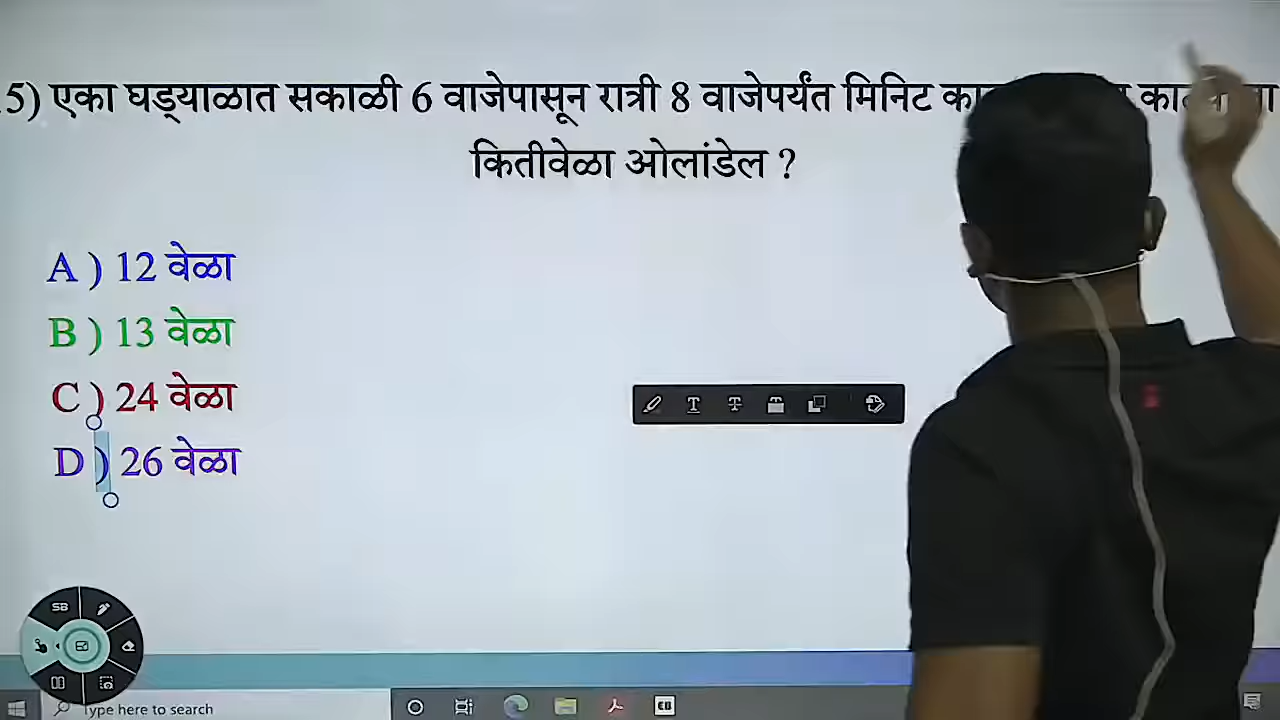 5) एका घड्याळात सकाळी 6 वाजेपासून रात्री 8 वाजेपर्यंत मिनिट
कितीवेळा ओलांडेल ?
A ) 12 वेळा
B ) 13 वेळा
C ) 24 वेळा
D ) 26 वेळा
SB
Type here to search